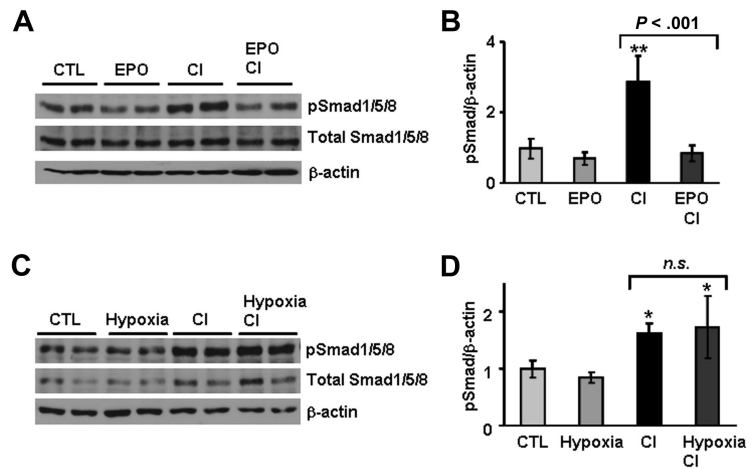 A
CTL EPO CI EPO CI
pSmad1/5/8
Total Smad1/5/8
β-actin
B
P < .001
**
pSmad/β-actin
4
2
0
CTL EPO CI EPO CI
C
CTL Hypoxia CI Hypoxia CI
pSmad1/5/8
Total Smad1/5/8
β-actin
D
n.s.
* *
pSmad/β-actin
2
1
0
CTL Hypoxia CI Hypoxia CI